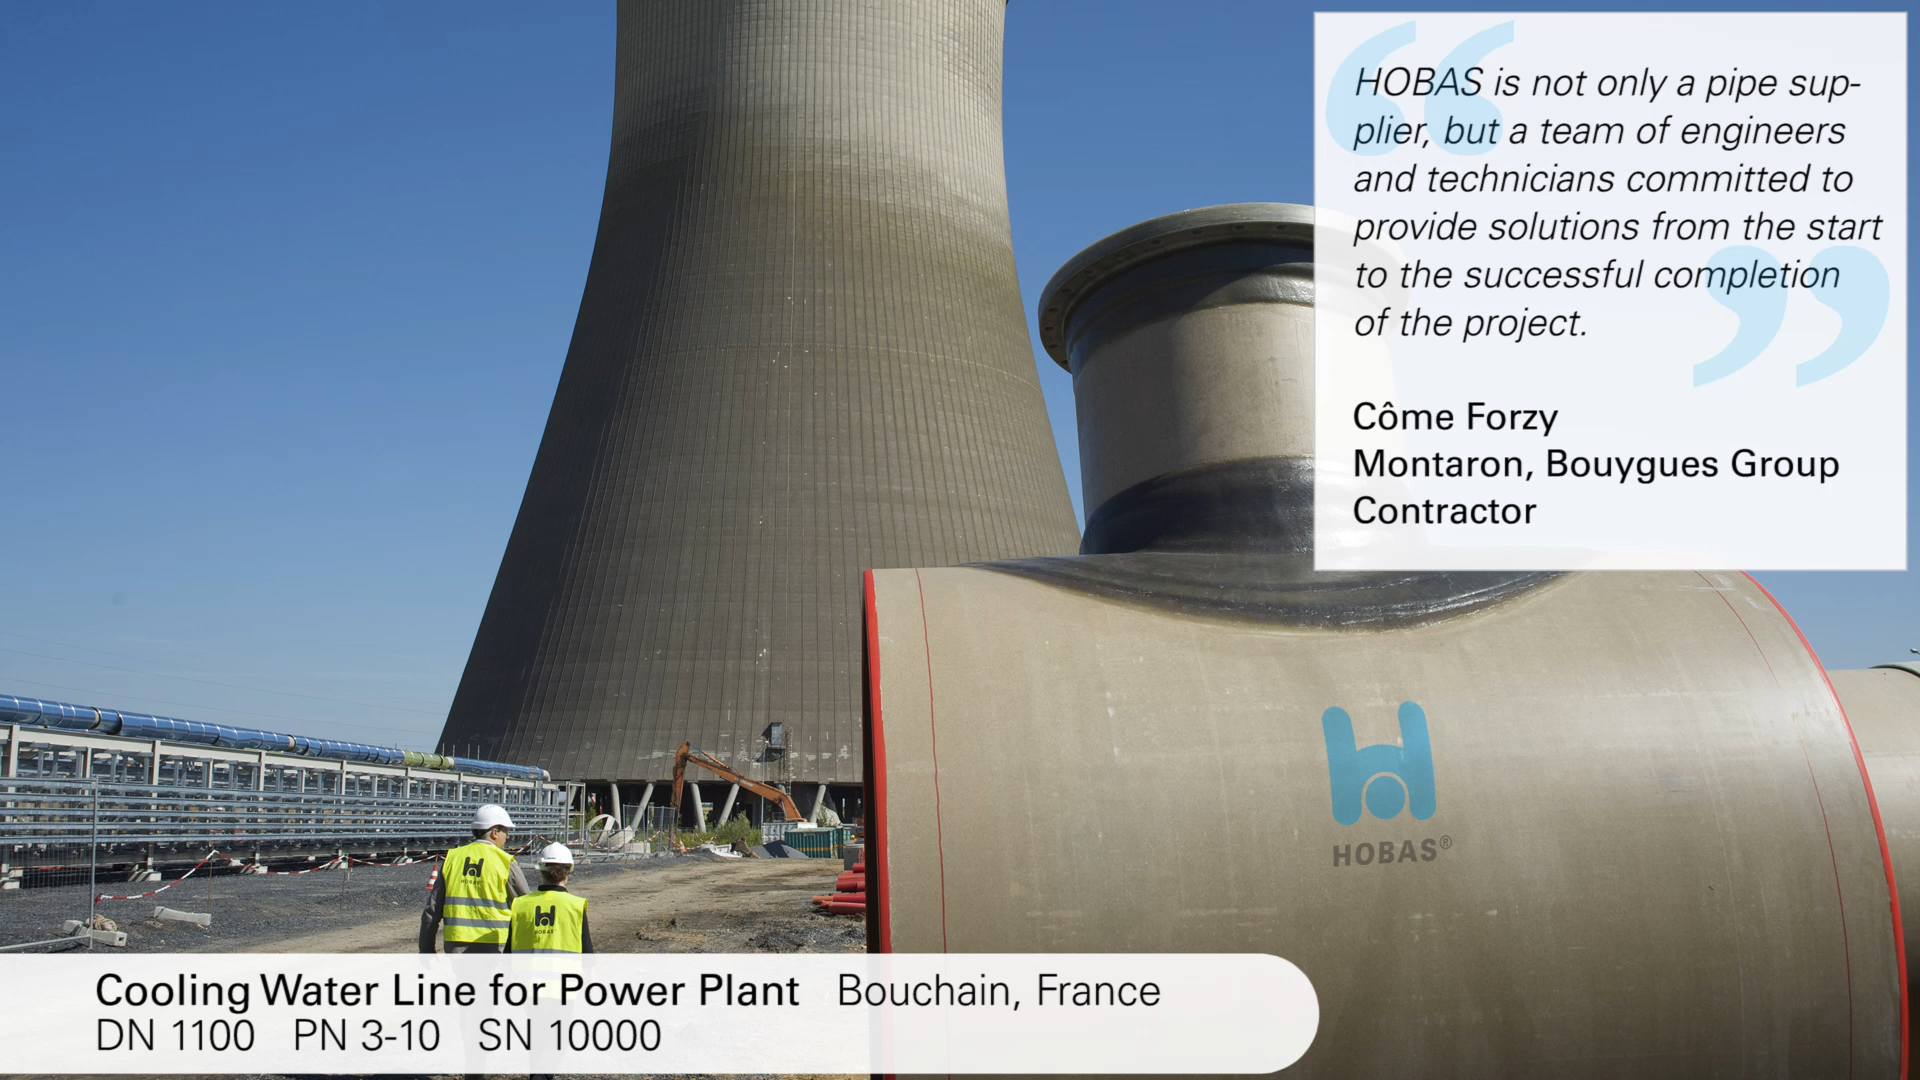 HOBAS is not only a pipe sup-
plier, but a team of engineers
and technicians committed to
provide solutions from the start
to the successful completion
of the project.
Côme Forzy
Montaron, Bouygues Group
Contractor
HOBAS®
HOBAS
HOBAS
Cooling Water Line for Power Plant Bouchain, France
DN 1100 PN 3-10 SN 10000